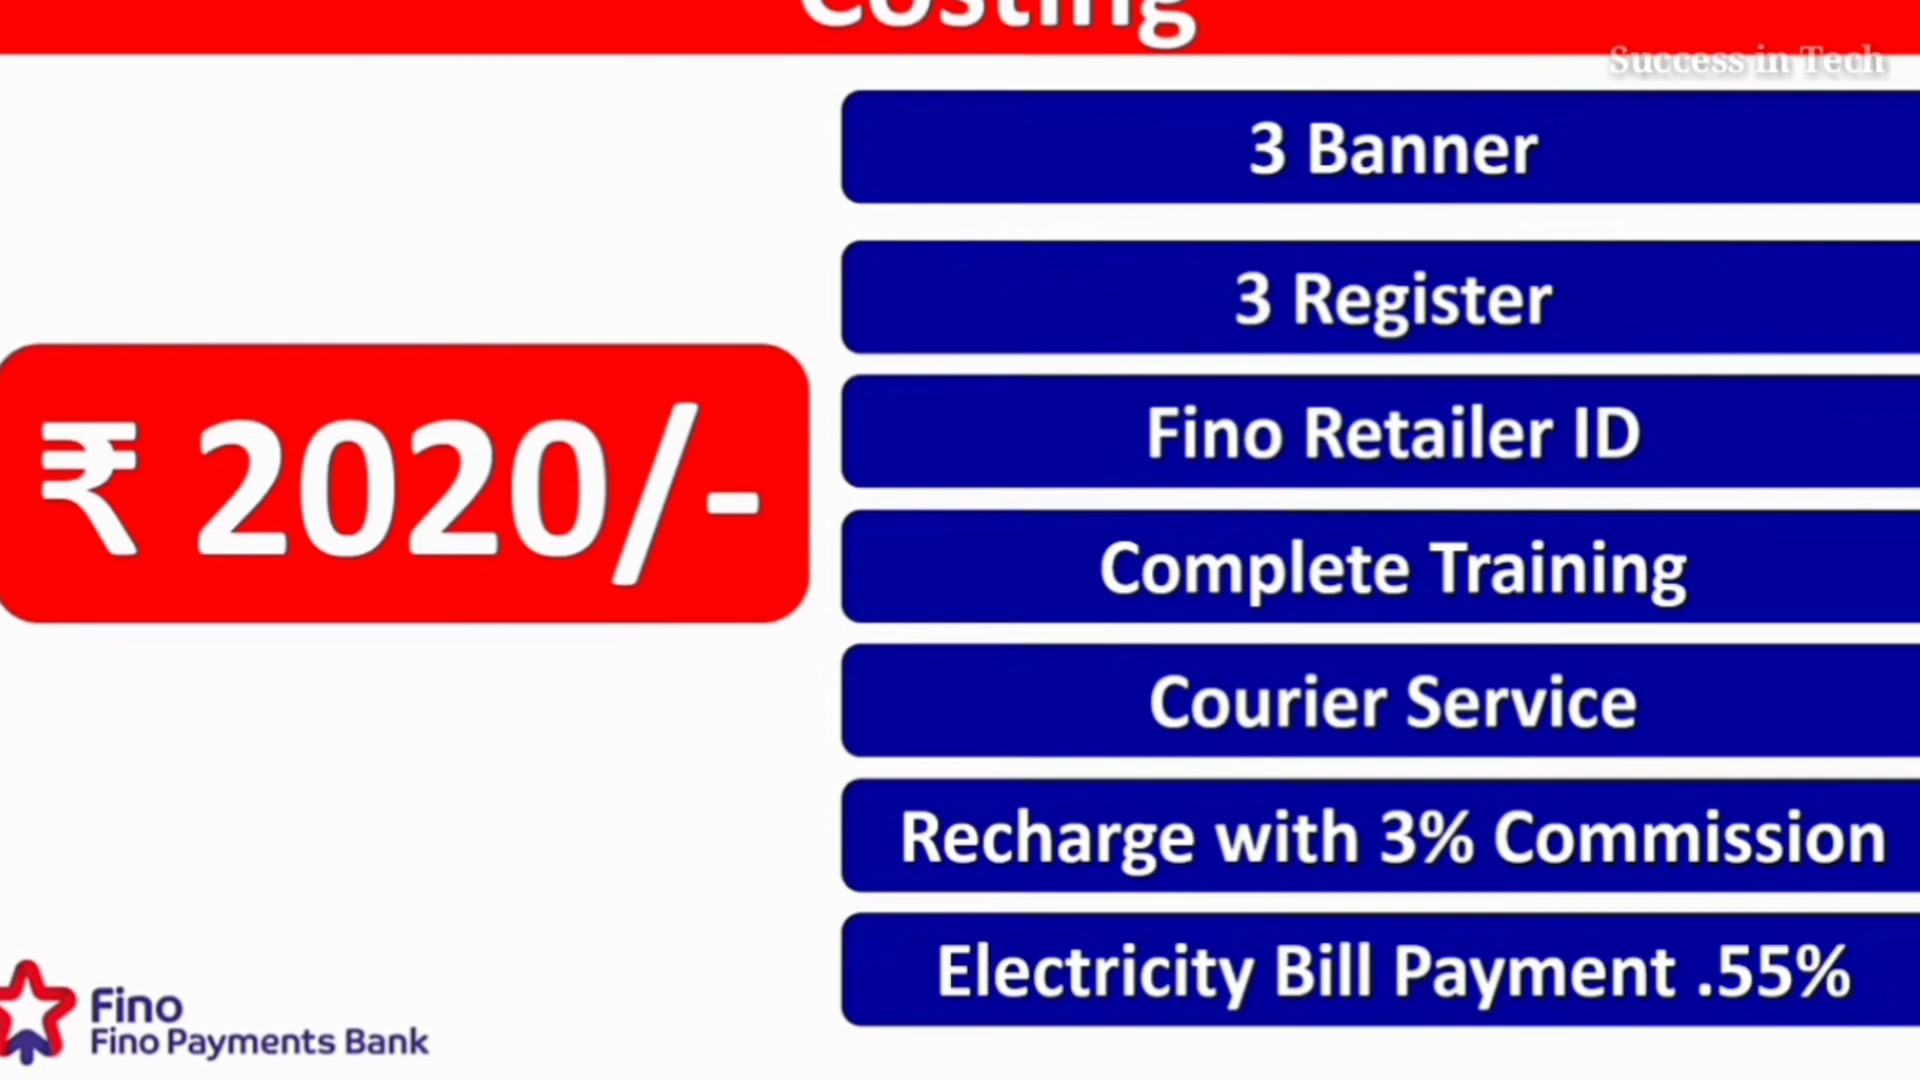 Costing
Success in Tech
3 Banner
3 Register
Fino Retailer ID
₹ 2020/-
Complete Training
Courier Service
Recharge with 3% Commission
Electricity Bill Payment .55%
Fino
Fino Payments Bank